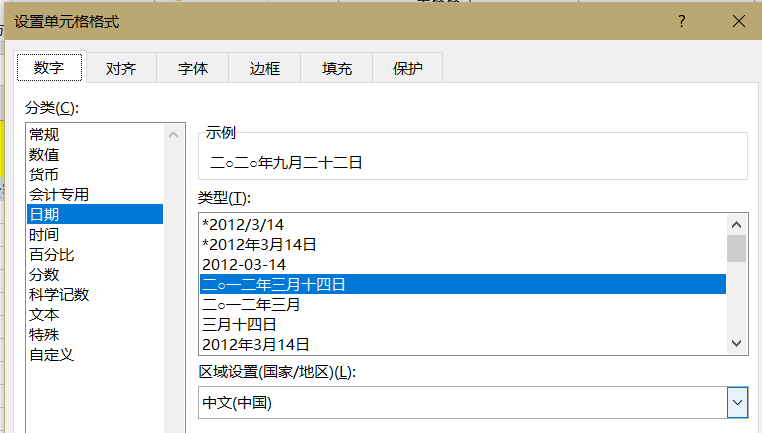 设置单元格格式 ?
数字 对齐 字体 边框 填充 保护
分类(C):
常规
数值
货币
会计专用
日期
时间
百分比
分数
科学记数
文本
特殊
自定义
示例
二○二○年九月二十二日
类型(T):
*2012/3/14
*2012年3月14日
2012-03-14
二○一二年三月十四日
二○一二年三月
三月十四日
2012年3月14日
区域设置(国家/地区)(L):
中文(中国)